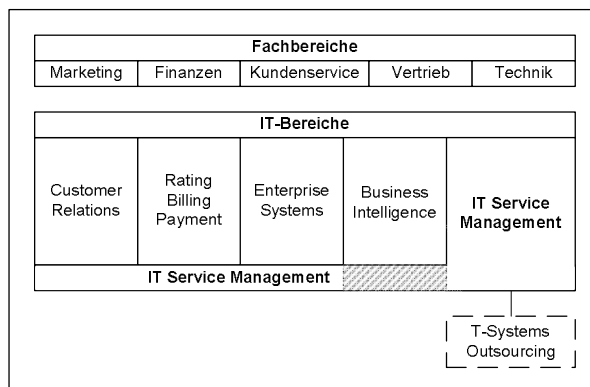 Fachbereiche
Marketing Finanzen Kundenservice Vertrieb Technik
IT-Bereiche
Customer
Relations
Rating
Billing
Payment
Enterprise
Systems
Business
Intelligence
IT Service
Management
IT Service Management
T-Systems
Outsourcing